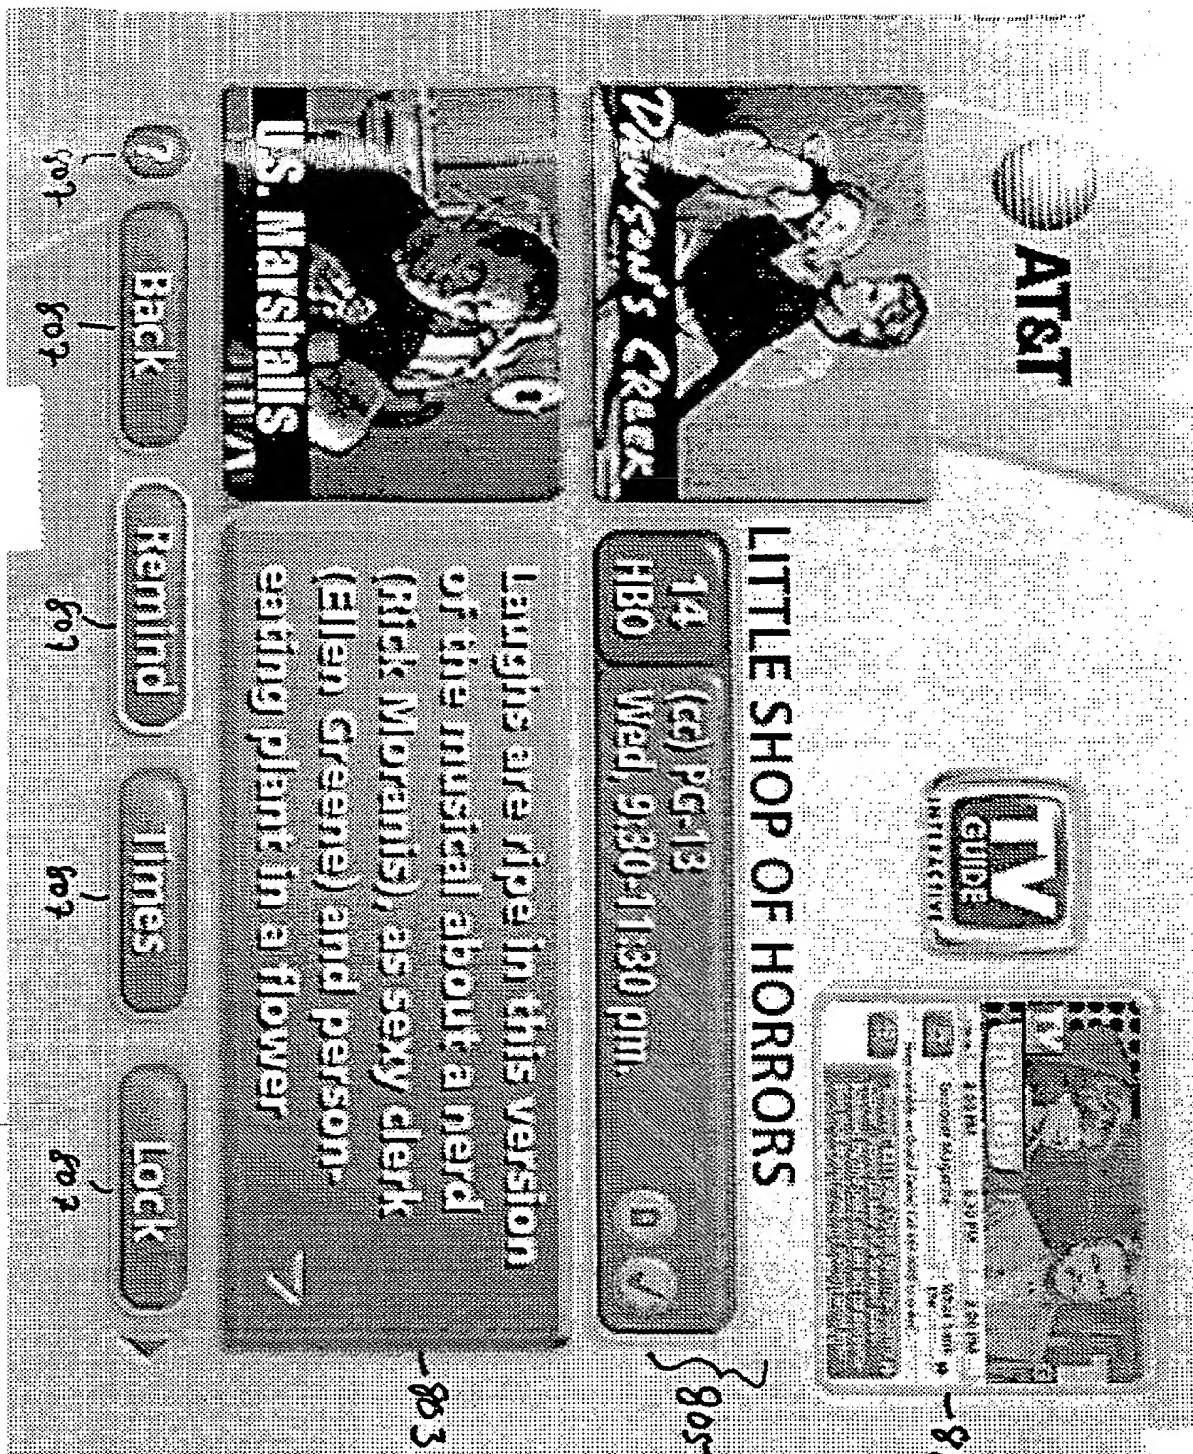 AT&T
TV
GUIDE
INTERACTIVE
DAWSON'S CREEK
LITTLE SHOP OF HORRORS
14
HBO
(cc) PG-13
Wed, 9:30-11:30 pm.
805
U.S. Marshalls
Laughs are ripe in this version
of the musical about a nerd
(Rick Moranis), as sexy clerk
(Ellen Greene) and person-
eating plant in a flower
803
? Back Remind Times Lock
807 807 807 807 807